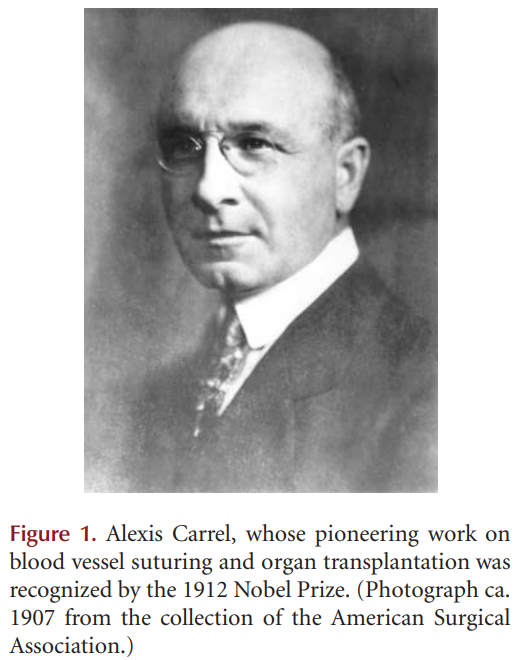 Figure 1. Alexis Carrel, whose pioneering work on
blood vessel suturing and organ transplantation was
recognized by the 1912 Nobel Prize. (Photograph ca.
1907 from the collection of the American Surgical
Association.)